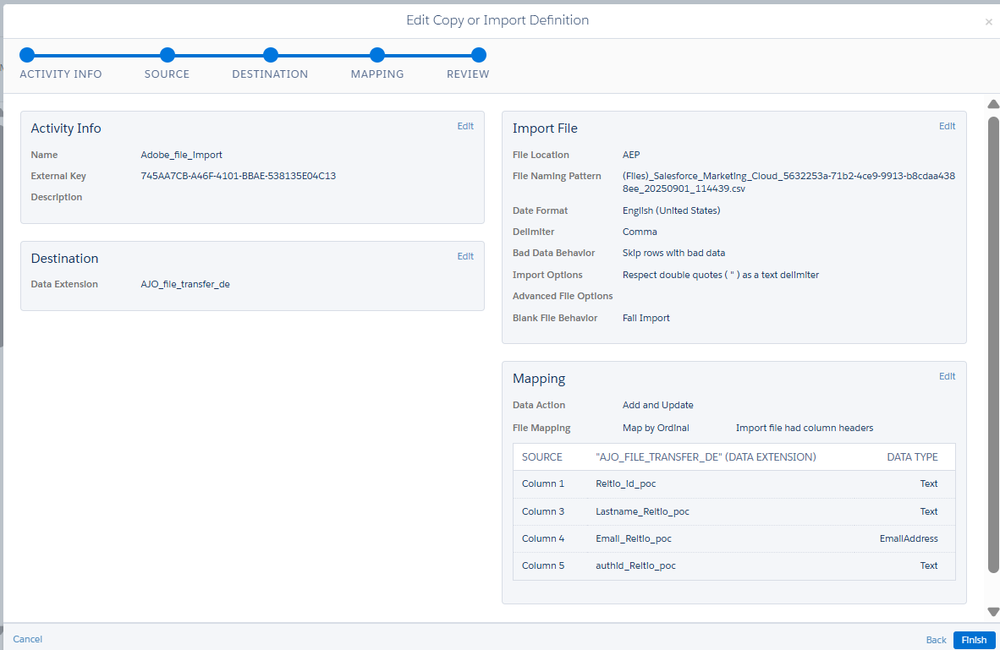 Edit Copy or Import Definition
×
ACTIVITY INFO
SOURCE
DESTINATION
MAPPING
REVIEW
Activity Info
Edit
Name
Adobe_file_Import
External Key
745AA7CB-A46F-4101-BBAE-538135E04C13
Description
Destination
Edit
Data Extension
AJO_file_transfer_de
Import File
Edit
File Location
AEP
File Naming Pattern
(Files)_Salesforce_Marketing_Cloud_5632253a-71b2-4ce9-9913-b8cdaa438
8ee_20250901_114439.csv
Date Format
English (United States)
Delimiter
Comma
Bad Data Behavior
Skip rows with bad data
Import Options
Respect double quotes ( " ) as a text delimiter
Advanced File Options
Blank File Behavior
Fail Import
Mapping
Edit
Data Action
Add and Update
File Mapping
Map by Ordinal
Import file had column headers
SOURCE
"AJO_FILE_TRANSFER_DE" (DATA EXTENSION)
DATA TYPE
Column 1
Reltio_Id_poc
Text
Column 3
Lastname_Reltio_poc
Text
Column 4
Email_Reltio_poc
EmailAddress
Column 5
authId_Reltio_poc
Text
Cancel
Back
Finish